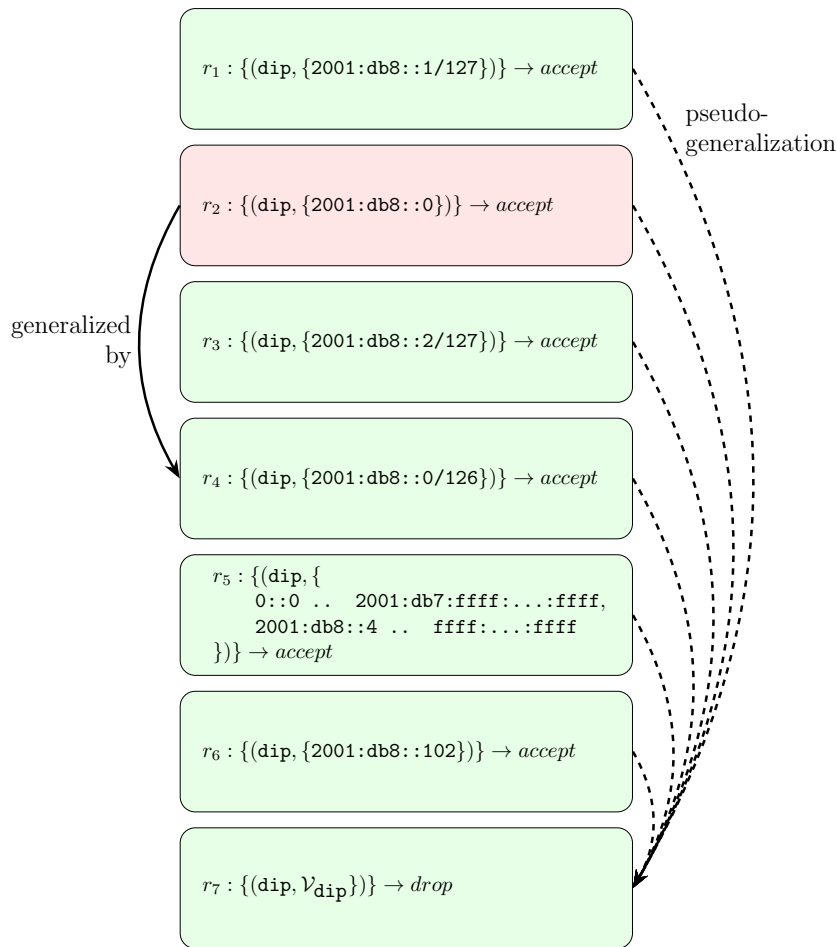 r₁ : {(dip, {2001:db8::1/127})} → accept
pseudo-
generalization
r₂ : {(dip, {2001:db8::0})} → accept
generalized
by
r₃ : {(dip, {2001:db8::2/127})} → accept
r₄ : {(dip, {2001:db8::0/126})} → accept
r₅ : {(dip, {
0::0 .. 2001:db7:ffff:...:ffff,
2001:db8::4 .. ffff:...:ffff
})} → accept
r₆ : {(dip, {2001:db8::102})} → accept
r₇ : {(dip, 𝒱dip})} → drop